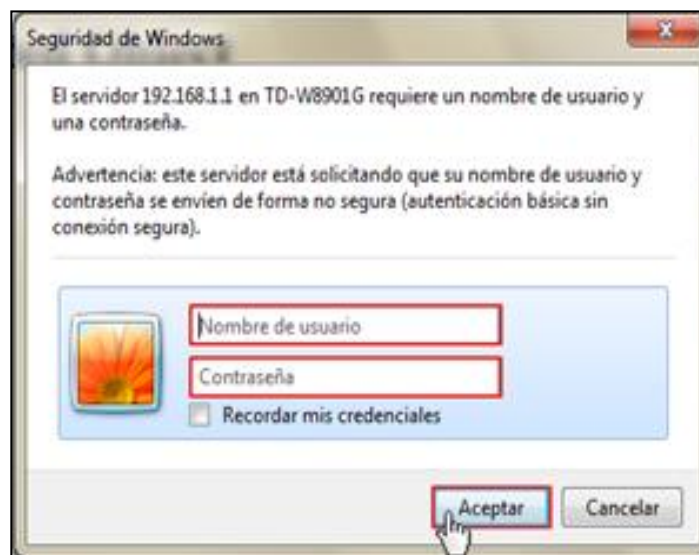 Seguridad de Windows
El servidor 192.168.1.1 en TD-W8901G requiere un nombre de usuario y
una contraseña.
Advertencia: este servidor está solicitando que su nombre de usuario y
contraseña se envíen de forma no segura (autenticación básica sin
conexión segura).
Nombre de usuario
Contraseña
Recordar mis credenciales
Aceptar
Cancelar